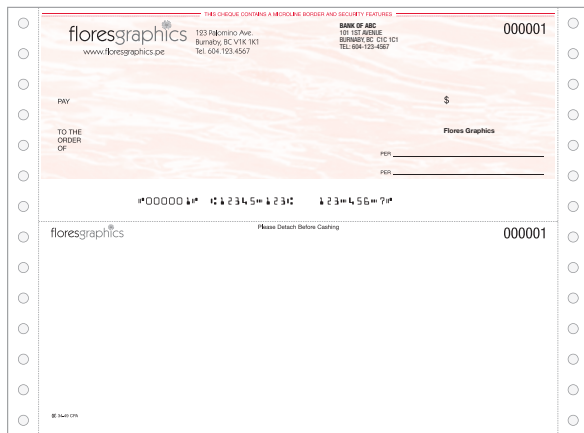 THIS CHEQUE CONTAINS A MICROLINE BORDER AND SECURITY FEATURES
floresgraphics
www.floresgraphics.pe
123 Palomino Ave.
Burnaby, BC V1K 1K1
Tel. 604.123.4567
BANK OF ABC
101 1ST AVENUE
BURNABY, BC C1C 1C1
TEL: 604-123-4567
000001
PAY
$
TO THE
ORDER
OF
Flores Graphics
PER
PER
⑈000001⑈ ⑆12345⑉123⑆ 123⑉456⑉7⑈
floresgraphics
Please Detach Before Cashing
000001